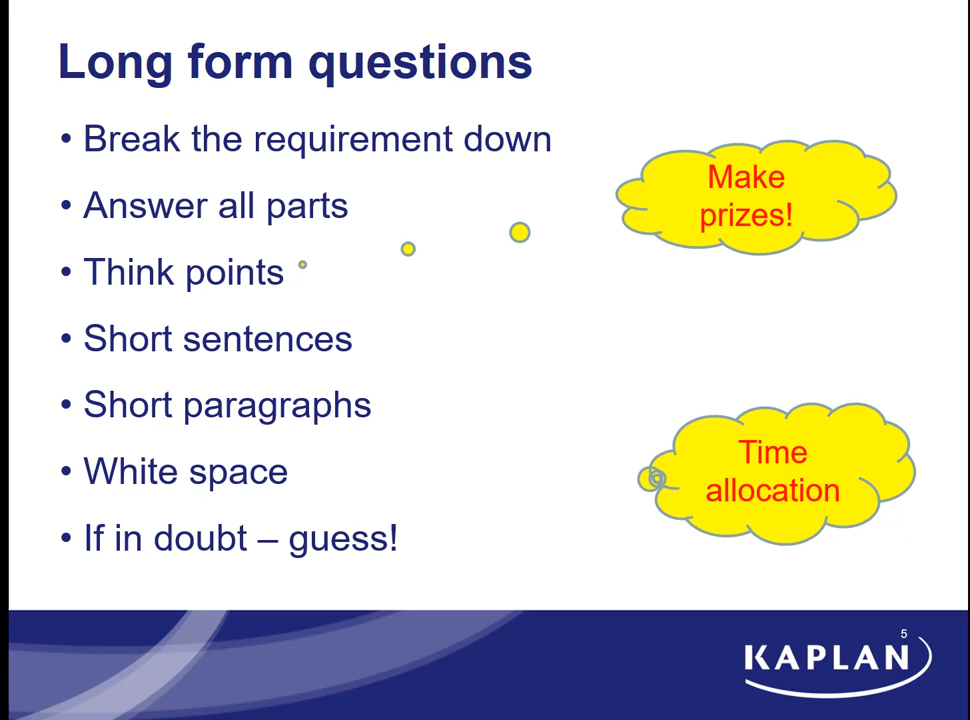 Long form questions
• Break the requirement down
• Answer all parts
• Think points
• Short sentences
• Short paragraphs
• White space
• If in doubt – guess!
Make
prizes!
Time
allocation
5
KAPLAN